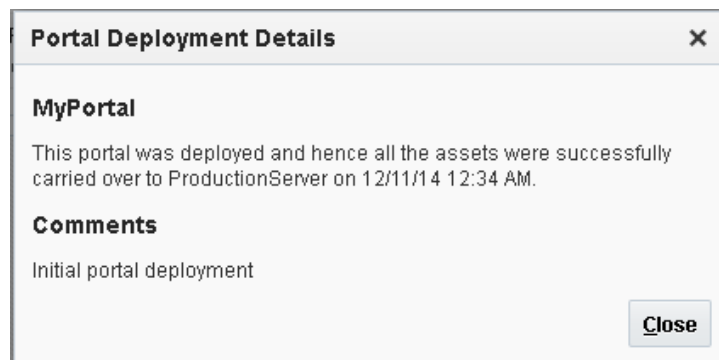 Portal Deployment Details
MyPortal
This portal was deployed and hence all the assets were successfully
carried over to ProductionServer on 12/11/14 12:34 AM.
Comments
Initial portal deployment
Close